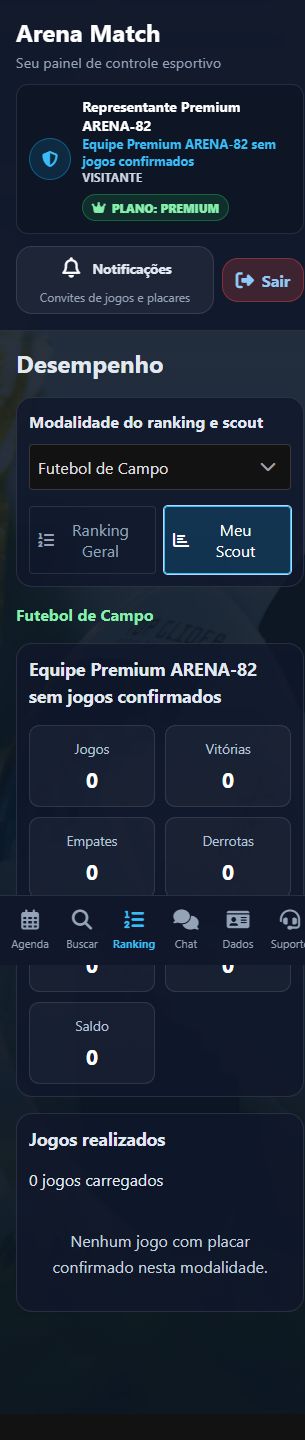 Arena Match
Seu painel de controle esportivo
Representante Premium
ARENA-82
Equipe Premium ARENA-82 sem
jogos confirmados
VISITANTE
PLANO: PREMIUM
Notificações
Convites de jogos e placares
Sair
Desempenho
Modalidade do ranking e scout
Futebol de Campo
Ranking
Geral
Meu
Scout
Futebol de Campo
Equipe Premium ARENA-82
sem jogos confirmados
Jogos
0
Vitórias
0
Empates
0
Derrotas
0
Agenda
Buscar
Ranking
Chat
Dados
Suporte
0
0
Saldo
0
Jogos realizados
0 jogos carregados
Nenhum jogo com placar
confirmado nesta modalidade.